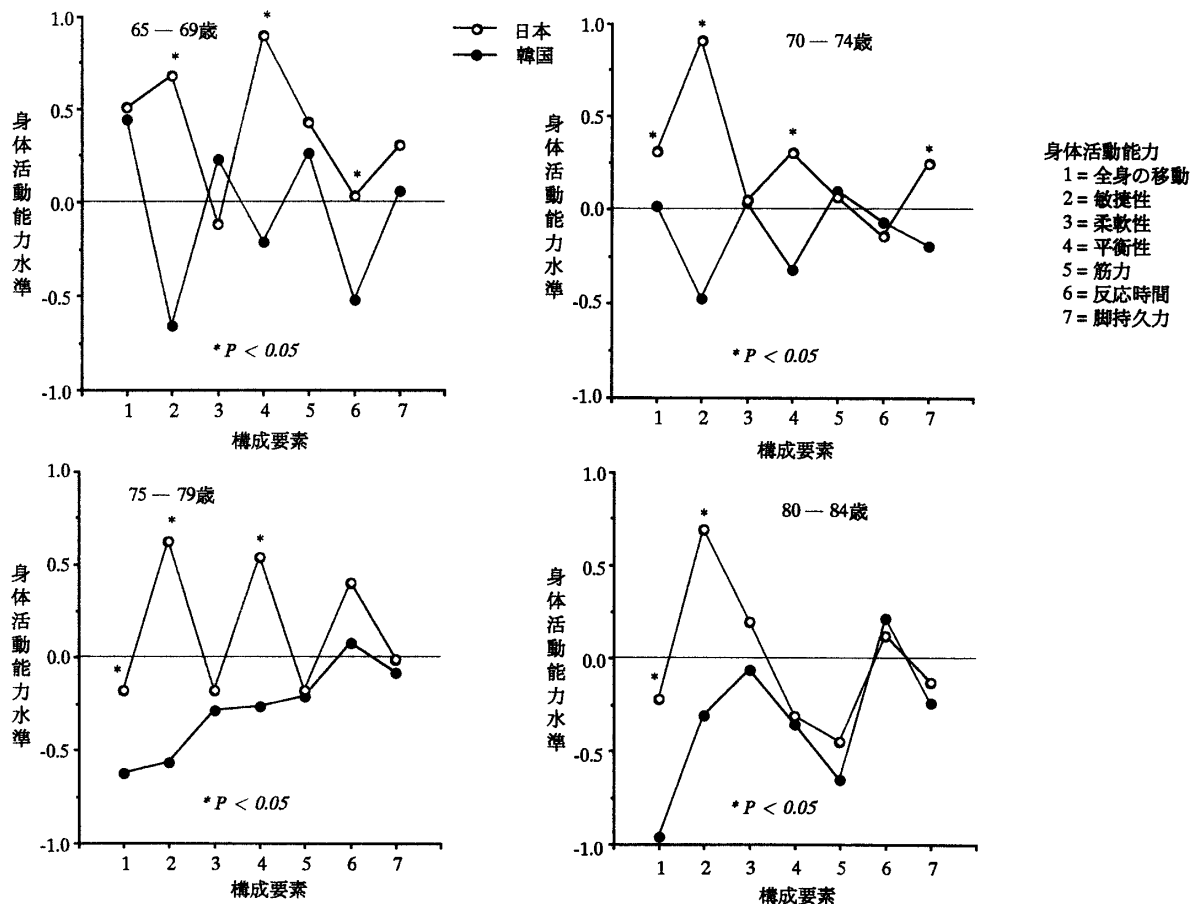 65 — 69歳
日本
韓国
1.0
0.5
0.0
-0.5
-1.0
身体活動能力水準
* * *
* P < 0.05
1 2 3 4 5 6 7
構成要素
70 — 74歳
1.0
0.5
0.0
-0.5
-1.0
身体活動能力水準
* * * *
* P < 0.05
1 2 3 4 5 6 7
構成要素
身体活動能力
1 = 全身の移動
2 = 敏捷性
3 = 柔軟性
4 = 平衡性
5 = 筋力
6 = 反応時間
7 = 脚持久力
75 — 79歳
1.0
0.5
0.0
-0.5
-1.0
身体活動能力水準
* * *
* P < 0.05
1 2 3 4 5 6 7
構成要素
80 — 84歳
1.0
0.5
0.0
-0.5
-1.0
身体活動能力水準
* *
* P < 0.05
1 2 3 4 5 6 7
構成要素